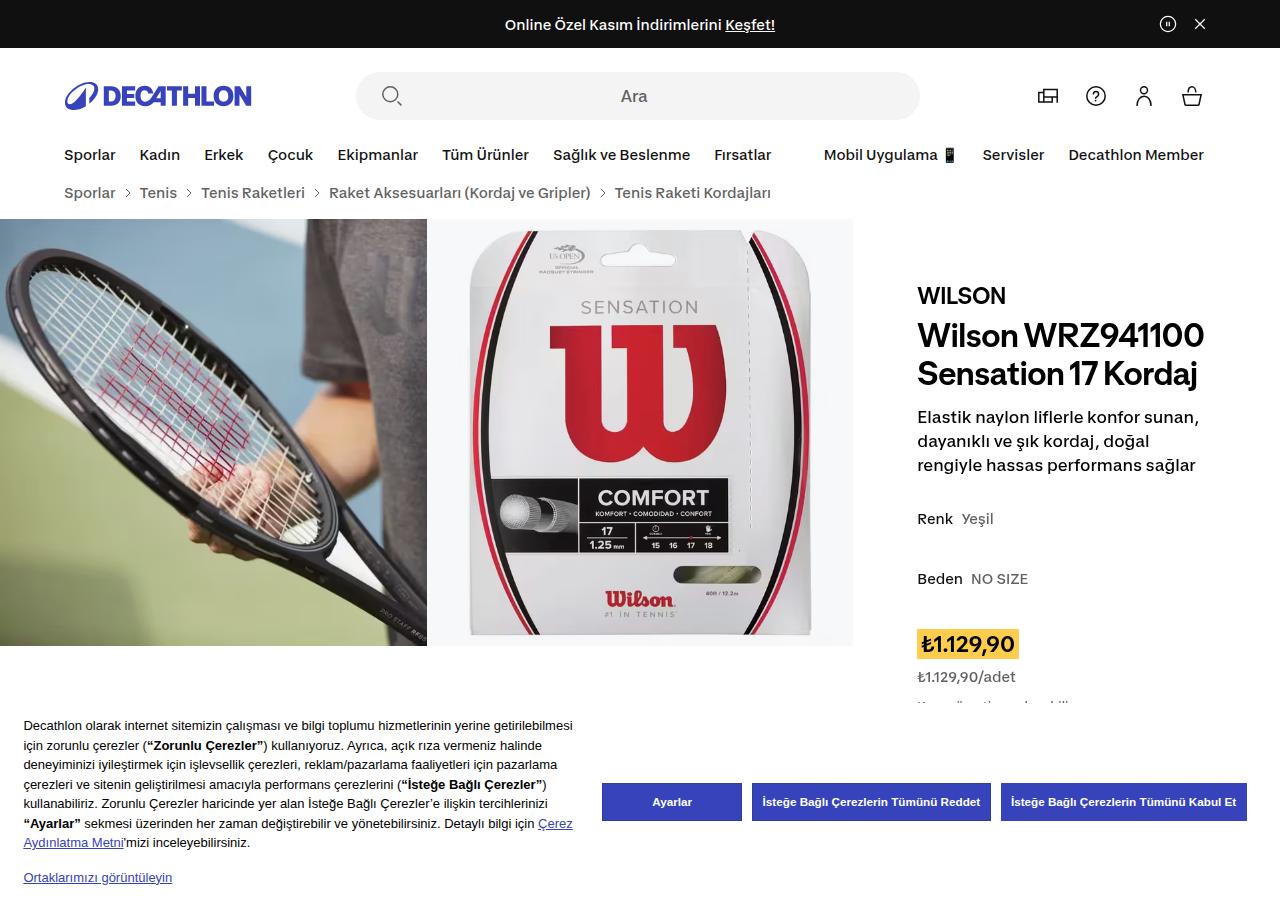 Online Özel Kasım İndirimlerini Keşfet!
DECATHLON
Ara
Sporlar Kadın Erkek Çocuk Ekipmanlar Tüm Ürünler Sağlık ve Beslenme Fırsatlar Mobil Uygulama 📱 Servisler Decathlon Member
Sporlar > Tenis > Tenis Raketleri > Raket Aksesuarları (Kordaj ve Gripler) > Tenis Raketi Kordajları
PRO STAFF
US OPEN
OFFICIAL
RACQUET STRINGER
SENSATION
W
COMFORT
KOMFORT • COMODIDAD • CONFORT
17
1.25 mm
15 16 17 18
40ft / 12.2m
Wilson
#1 IN TENNIS
WILSON
Wilson WRZ941100
Sensation 17 Kordaj
Elastik naylon liflerle konfor sunan,
dayanıklı ve şık kordaj, doğal
rengiyle hassas performans sağlar
Renk Yeşil
Beden NO SIZE
₺1.129,90
₺1.129,90/adet
Decathlon olarak internet sitemizin çalışması ve bilgi toplumu hizmetlerinin yerine getirilebilmesi
için zorunlu çerezler (“Zorunlu Çerezler”) kullanıyoruz. Ayrıca, açık rıza vermeniz halinde
deneyiminizi iyileştirmek için işlevsellik çerezleri, reklam/pazarlama faaliyetleri için pazarlama
çerezleri ve sitenin geliştirilmesi amacıyla performans çerezlerini (“İsteğe Bağlı Çerezler”)
kullanabiliriz. Zorunlu Çerezler haricinde yer alan İsteğe Bağlı Çerezler’e ilişkin tercihlerinizi
“Ayarlar” sekmesi üzerinden her zaman değiştirebilir ve yönetebilirsiniz. Detaylı bilgi için Çerez
Aydınlatma Metni'mizi inceleyebilirsiniz.
Ortaklarımızı görüntüleyin
Ayarlar
İsteğe Bağlı Çerezlerin Tümünü Reddet
İsteğe Bağlı Çerezlerin Tümünü Kabul Et